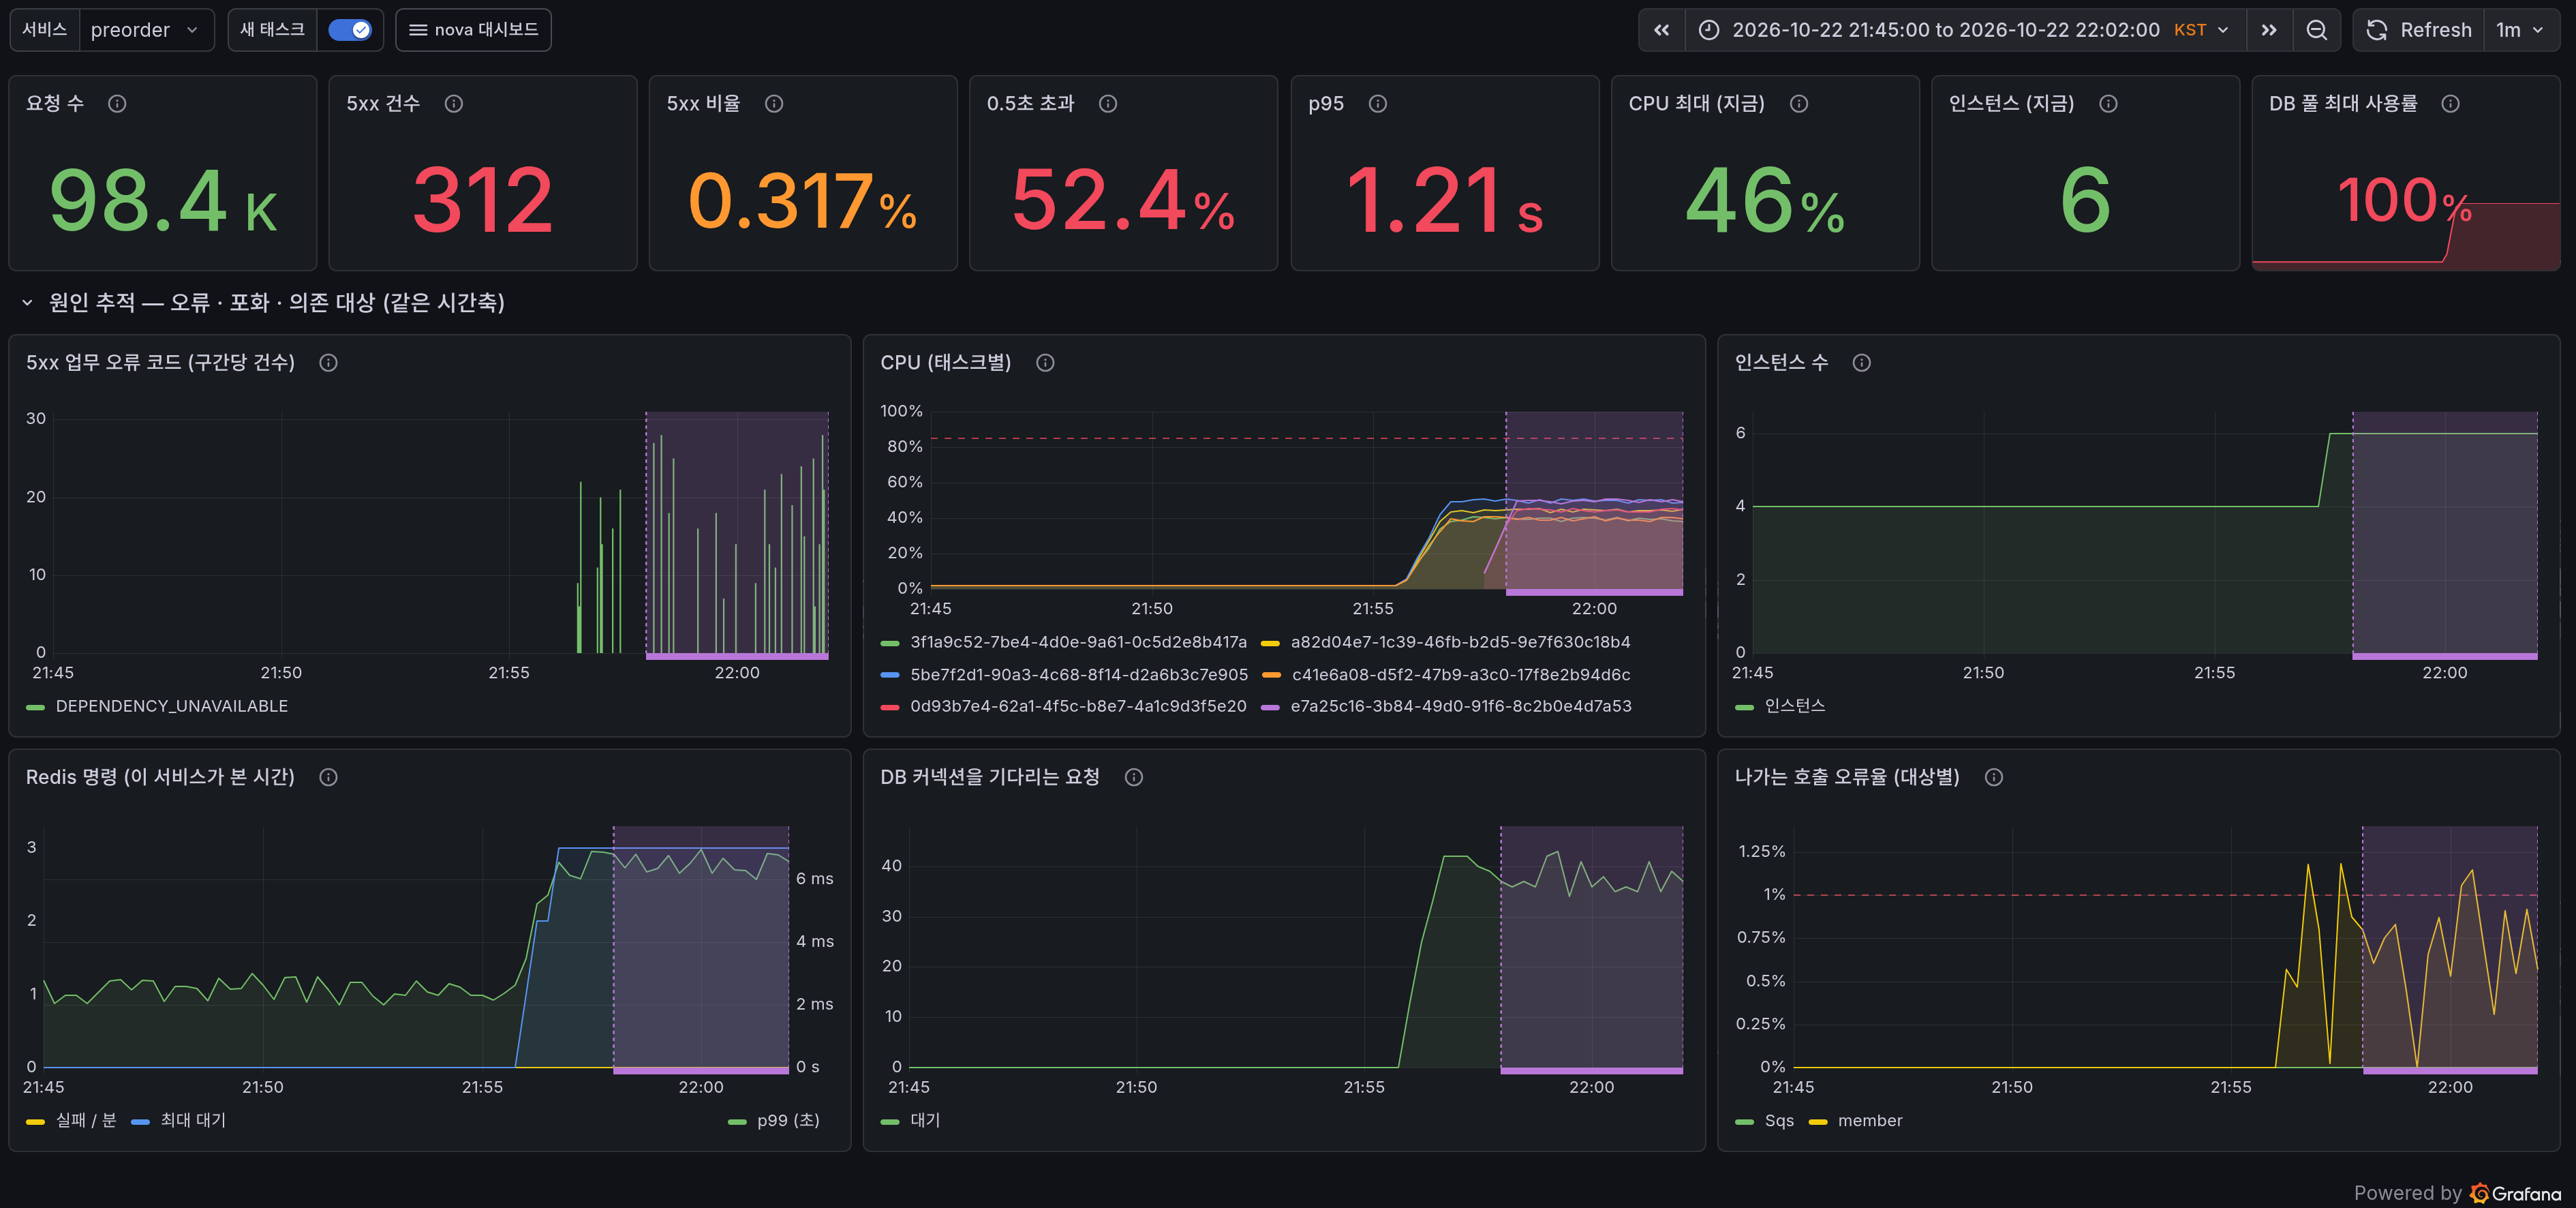 서비스 preorder 새 태스크 nova 대시보드 2026-10-22 21:45:00 to 2026-10-22 22:02:00 KST Refresh 1m
요청 수 5xx 건수 5xx 비율 0.5초 초과 p95 CPU 최대 (지금) 인스턴스 (지금) DB 풀 최대 사용률
98.4 K 312 0.317% 52.4% 1.21 s 46% 6 100%
원인 추적 — 오류 · 포화 · 의존 대상 (같은 시간축)
5xx 업무 오류 코드 (구간당 건수)
30
20
10
0
21:45 21:50 21:55 22:00
DEPENDENCY_UNAVAILABLE
CPU (태스크별)
100%
80%
60%
40%
20%
0%
21:45 21:50 21:55 22:00
3f1a9c52-7be4-4d0e-9a61-0c5d2e8b417a a82d04e7-1c39-46fb-b2d5-9e7f630c18b4
5be7f2d1-90a3-4c68-8f14-d2a6b3c7e905 c41e6a08-d5f2-47b9-a3c0-17f8e2b94d6c
0d93b7e4-62a1-4f5c-b8e7-4a1c9d3f5e20 e7a25c16-3b84-49d0-91f6-8c2b0e4d7a53
인스턴스 수
6
4
2
0
21:45 21:50 21:55 22:00
인스턴스
Redis 명령 (이 서비스가 본 시간)
3
2
1
0
6 ms
4 ms
2 ms
0 s
21:45 21:50 21:55 22:00
실패 / 분 최대 대기 p99 (초)
DB 커넥션을 기다리는 요청
40
30
20
10
0
21:45 21:50 21:55 22:00
대기
나가는 호출 오류율 (대상별)
1.25%
1%
0.75%
0.5%
0.25%
0%
21:45 21:50 21:55 22:00
Sqs member
Powered by Grafana